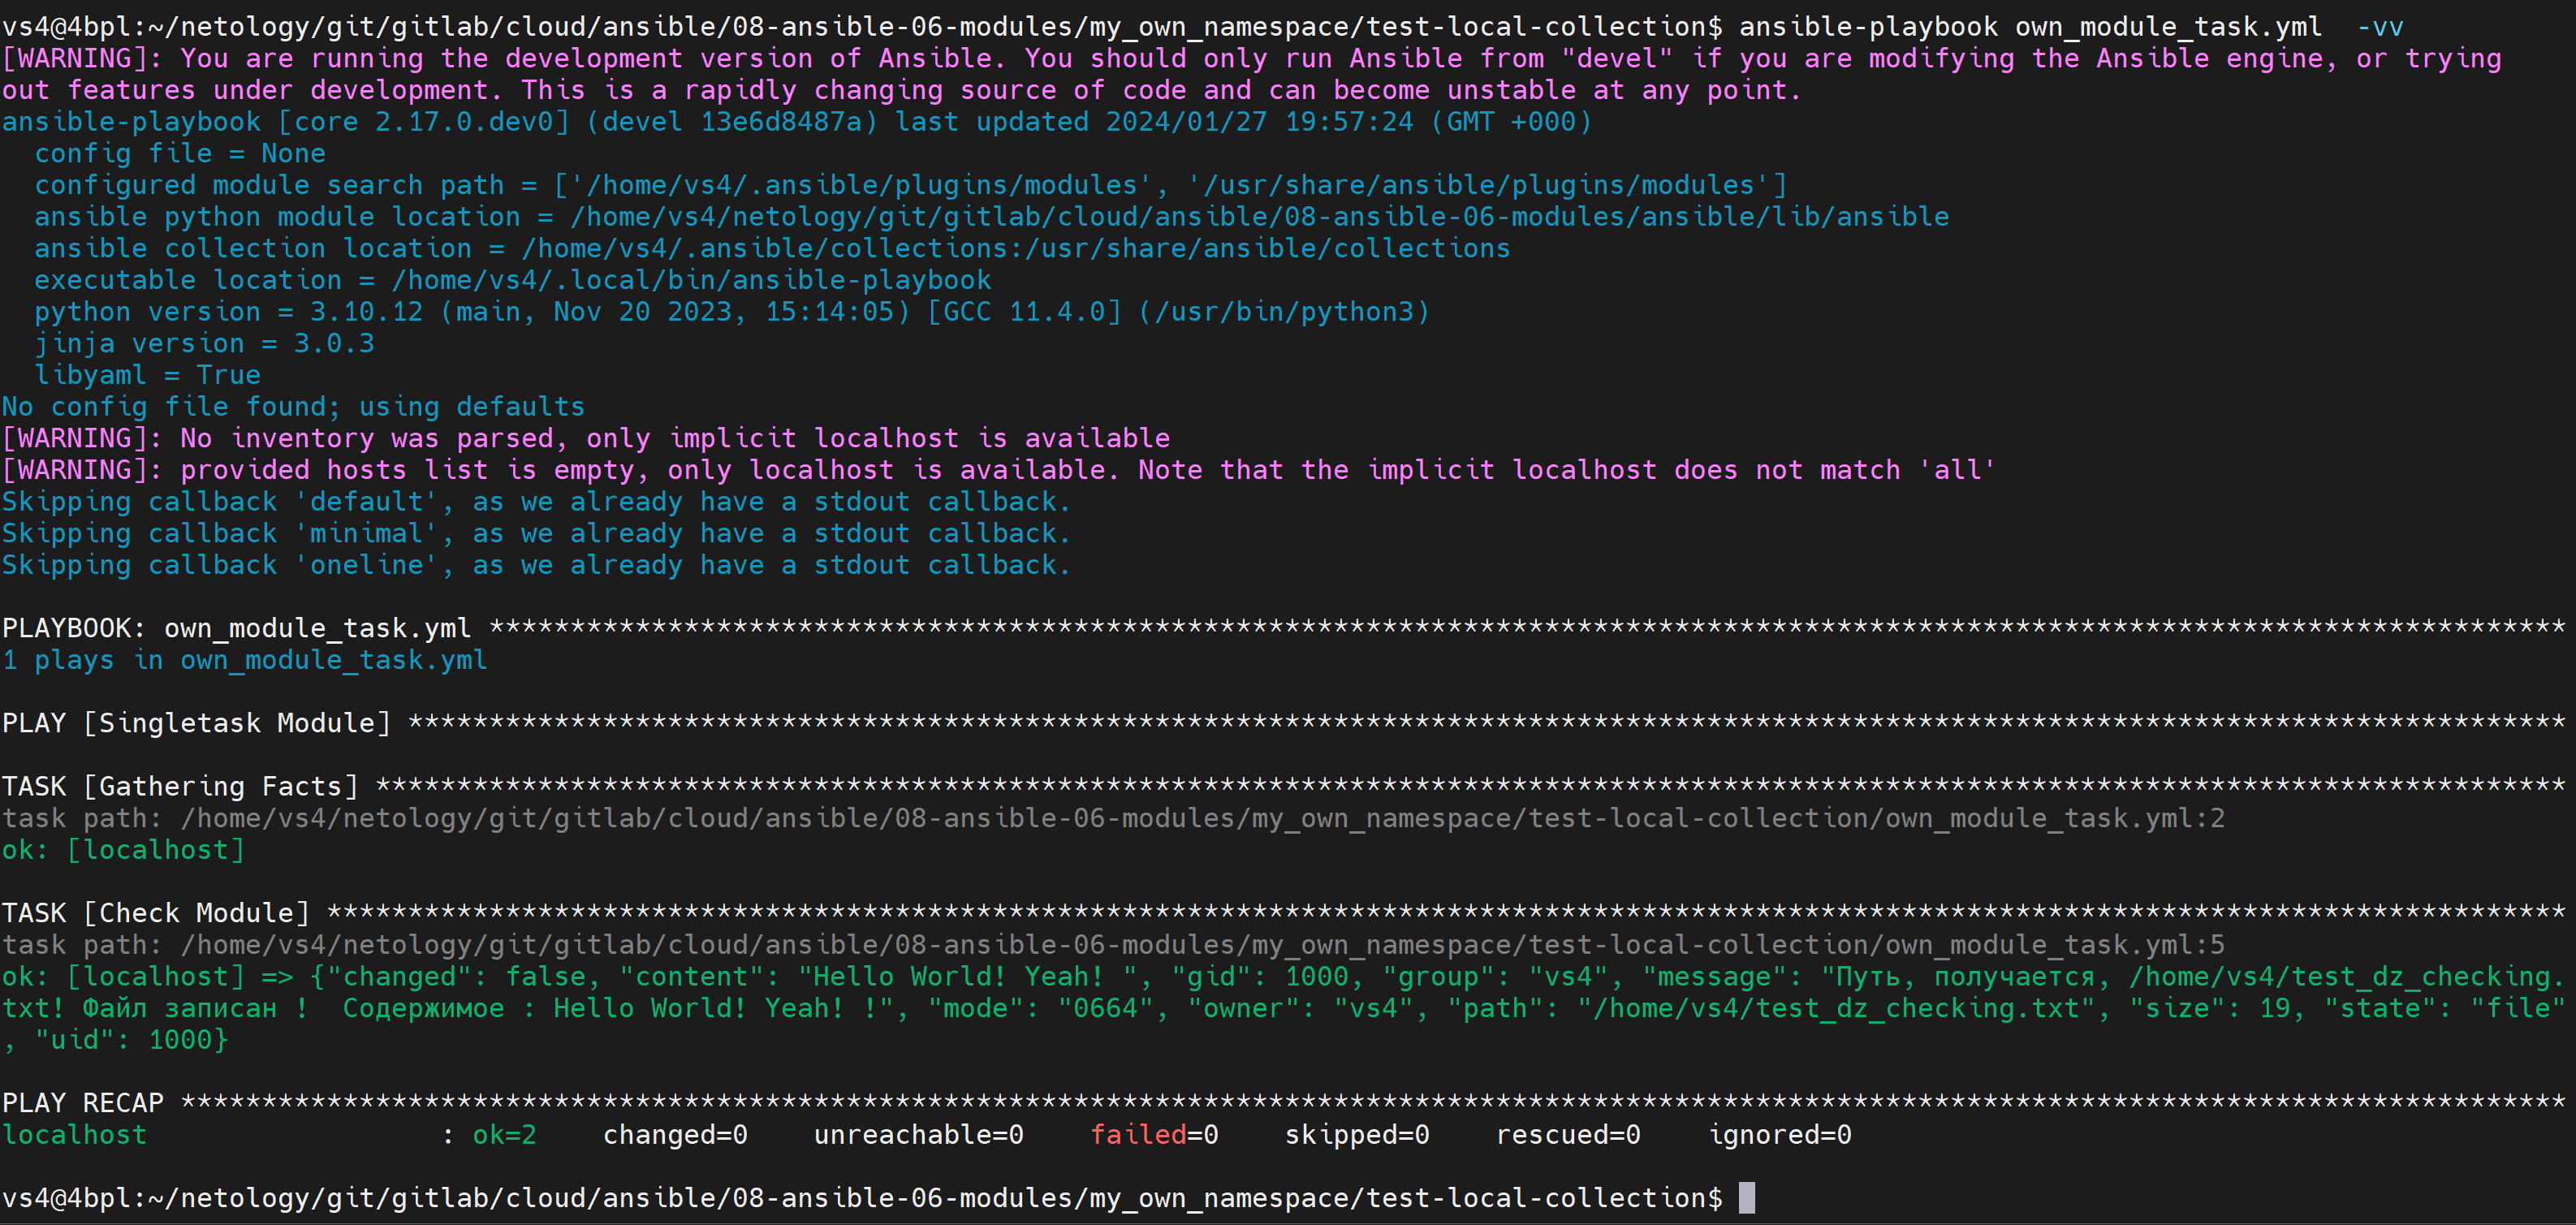 vs4@4bpl:~/netology/git/gitlab/cloud/ansible/08-ansible-06-modules/my_own_namespace/test-local-collection$ ansible-playbook own_module_task.yml  -vv
[WARNING]: You are running the development version of Ansible. You should only run Ansible from "devel" if you are modifying the Ansible engine, or trying
out features under development. This is a rapidly changing source of code and can become unstable at any point.
ansible-playbook [core 2.17.0.dev0] (devel 13e6d8487a) last updated 2024/01/27 19:57:24 (GMT +000)
  config file = None
  configured module search path = ['/home/vs4/.ansible/plugins/modules', '/usr/share/ansible/plugins/modules']
  ansible python module location = /home/vs4/netology/git/gitlab/cloud/ansible/08-ansible-06-modules/ansible/lib/ansible
  ansible collection location = /home/vs4/.ansible/collections:/usr/share/ansible/collections
  executable location = /home/vs4/.local/bin/ansible-playbook
  python version = 3.10.12 (main, Nov 20 2023, 15:14:05) [GCC 11.4.0] (/usr/bin/python3)
  jinja version = 3.0.3
  libyaml = True
No config file found; using defaults
[WARNING]: No inventory was parsed, only implicit localhost is available
[WARNING]: provided hosts list is empty, only localhost is available. Note that the implicit localhost does not match 'all'
Skipping callback 'default', as we already have a stdout callback.
Skipping callback 'minimal', as we already have a stdout callback.
Skipping callback 'oneline', as we already have a stdout callback.
PLAYBOOK: own_module_task.yml ********************************************************************************************************************************
1 plays in own_module_task.yml
PLAY [Singletask Module] *************************************************************************************************************************************
TASK [Gathering Facts] ***************************************************************************************************************************************
task path: /home/vs4/netology/git/gitlab/cloud/ansible/08-ansible-06-modules/my_own_namespace/test-local-collection/own_module_task.yml:2
ok: [localhost]
TASK [Check Module] ******************************************************************************************************************************************
task path: /home/vs4/netology/git/gitlab/cloud/ansible/08-ansible-06-modules/my_own_namespace/test-local-collection/own_module_task.yml:5
ok: [localhost] => {"changed": false, "content": "Hello World! Yeah! ", "gid": 1000, "group": "vs4", "message": "Путь, получается, /home/vs4/test_dz_checking.
txt! Файл записан !  Содержимое : Hello World! Yeah! !", "mode": "0664", "owner": "vs4", "path": "/home/vs4/test_dz_checking.txt", "size": 19, "state": "file"
, "uid": 1000}
PLAY RECAP ***************************************************************************************************************************************************
localhost                  : ok=2    changed=0    unreachable=0    failed=0    skipped=0    rescued=0    ignored=0
vs4@4bpl:~/netology/git/gitlab/cloud/ansible/08-ansible-06-modules/my_own_namespace/test-local-collection$